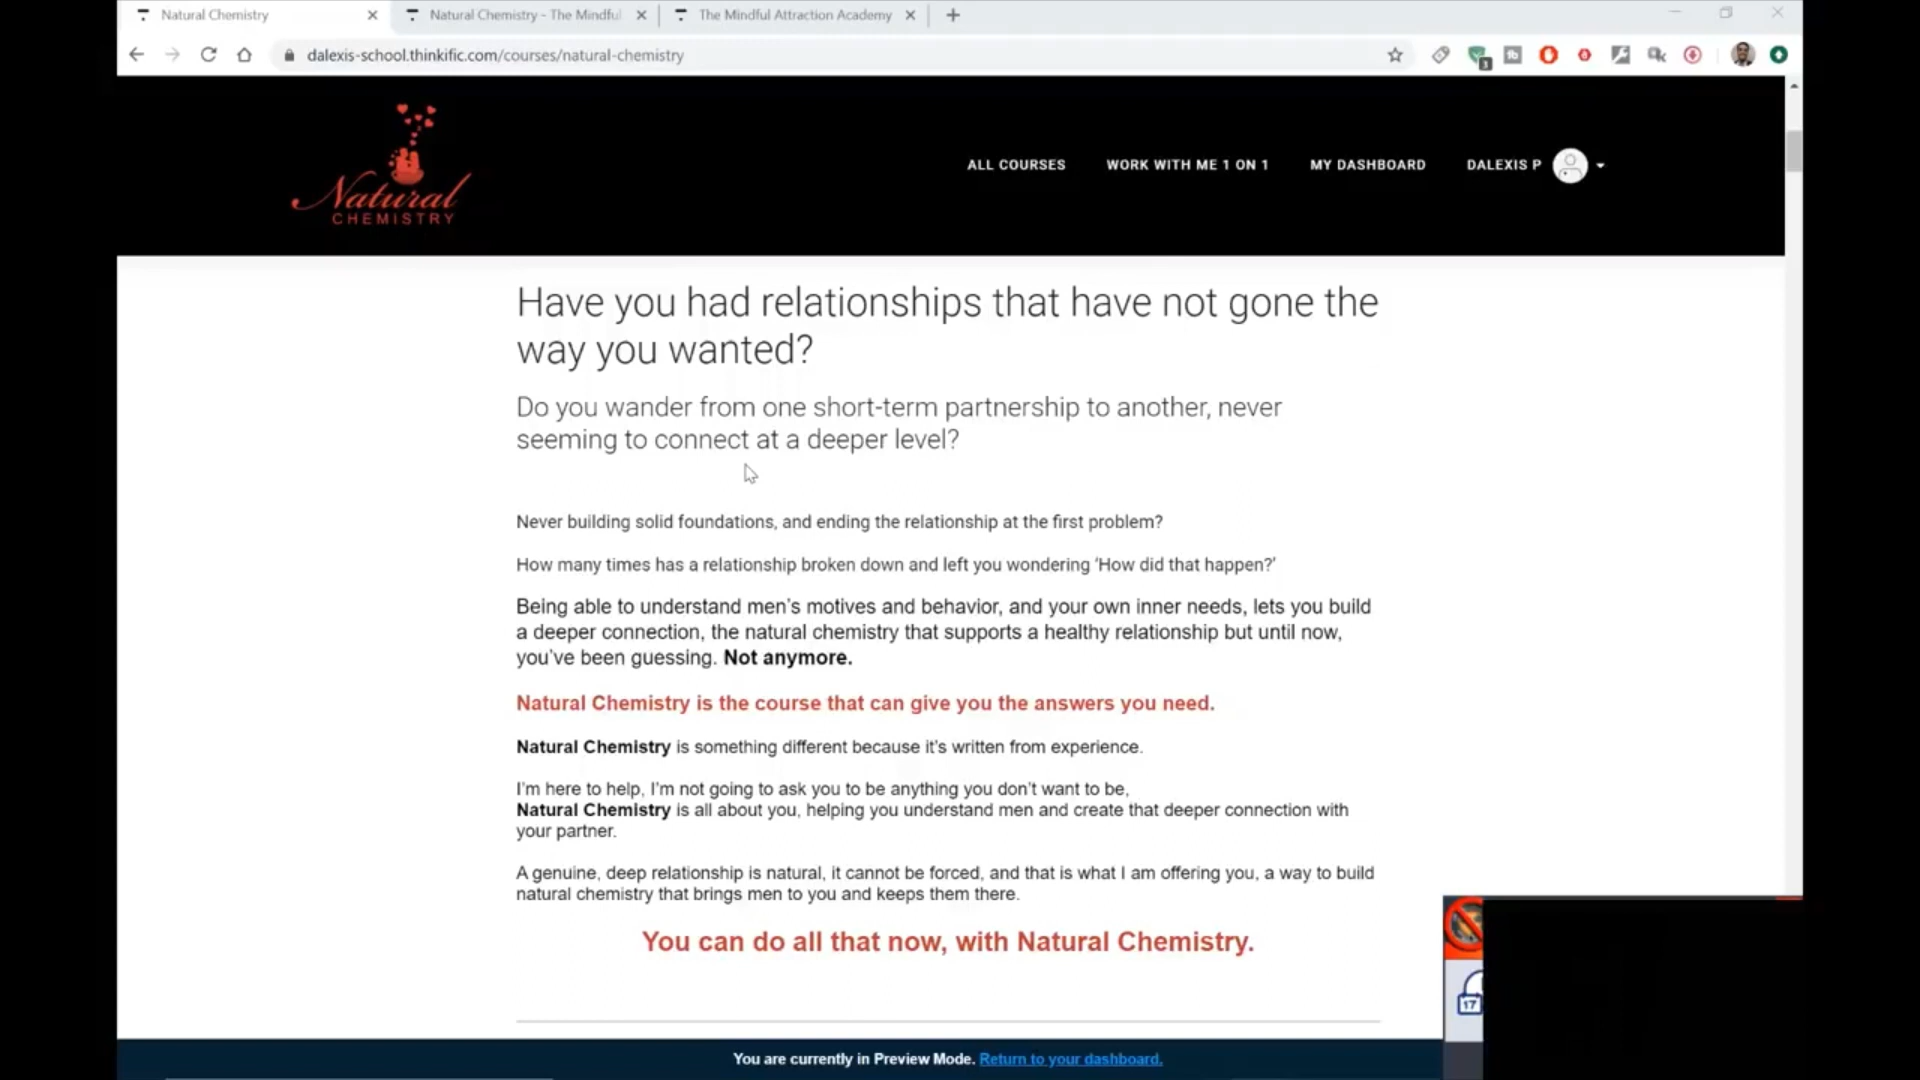 Natural Chemistry
Natural Chemistry - The Mindful
The Mindful Attraction Academy
dalexis-school.thinkific.com/courses/natural-chemistry
Natural
CHEMISTRY
ALL COURSES
WORK WITH ME 1 ON 1
MY DASHBOARD
DALEXIS P
Have you had relationships that have not gone the
way you wanted?
Do you wander from one short-term partnership to another, never
seeming to connect at a deeper level?
Never building solid foundations, and ending the relationship at the first problem?
How many times has a relationship broken down and left you wondering ‘How did that happen?’
Being able to understand men’s motives and behavior, and your own inner needs, lets you build
a deeper connection, the natural chemistry that supports a healthy relationship but until now,
you’ve been guessing. Not anymore.
Natural Chemistry is the course that can give you the answers you need.
Natural Chemistry is something different because it’s written from experience.
I’m here to help, I’m not going to ask you to be anything you don’t want to be,
Natural Chemistry is all about you, helping you understand men and create that deeper connection with
your partner.
A genuine, deep relationship is natural, it cannot be forced, and that is what I am offering you, a way to build
natural chemistry that brings men to you and keeps them there.
You can do all that now, with Natural Chemistry.
17
You are currently in Preview Mode. Return to your dashboard.